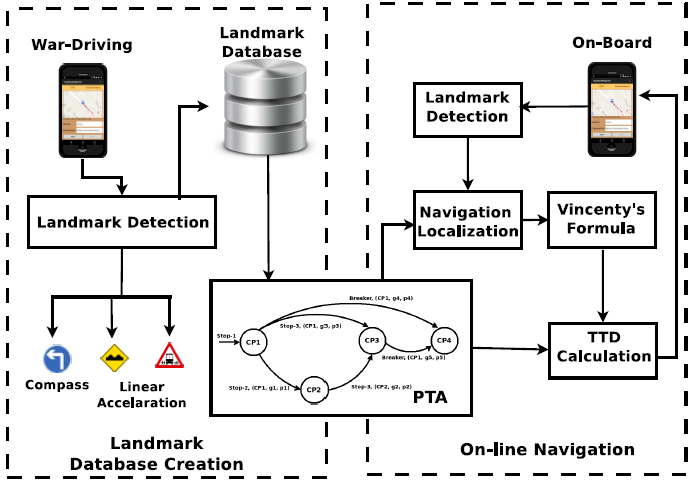 War-Driving
Landmark
Database
Landmark Detection
Compass
Linear
Accelaration
Landmark
Database Creation
Stop-1
CP1
CP2
CP3
CP4
Breaker, (CP1, g4, p4)
Stop-3, (CP1, g3, p3)
Breaker, (CP1, g5, p5)
Stop-2, (CP1, g1, p1)
Stop-3, (CP2, g2, p2)
PTA
On-Board
Landmark
Detection
Navigation
Localization
Vincenty's
Formula
TTD
Calculation
On-line Navigation